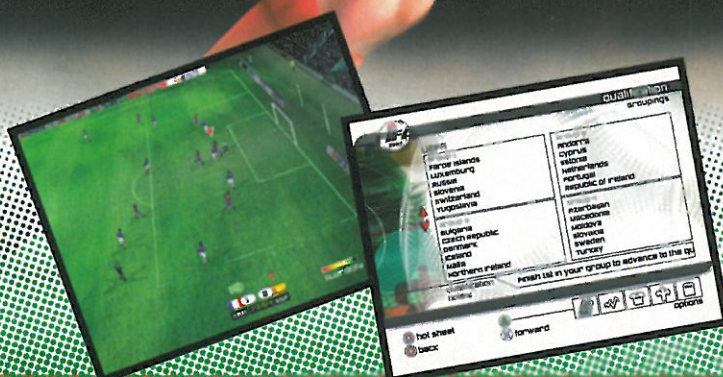 qualification
groupings
Faroe Islands
Luxemburg
Russia
Slovenia
Switzerland
Yugoslavia
Andorra
Cyprus
Estonia
Netherlands
Portugal
Republic of Ireland
Bulgaria
Czech Republic
Denmark
Iceland
Malta
Northern Ireland
Azerbaijan
Macedonia
Moldova
Slovakia
Sweden
Turkey
Finish 1st in your group to advance to the qu
options
hot sheet
forward
back